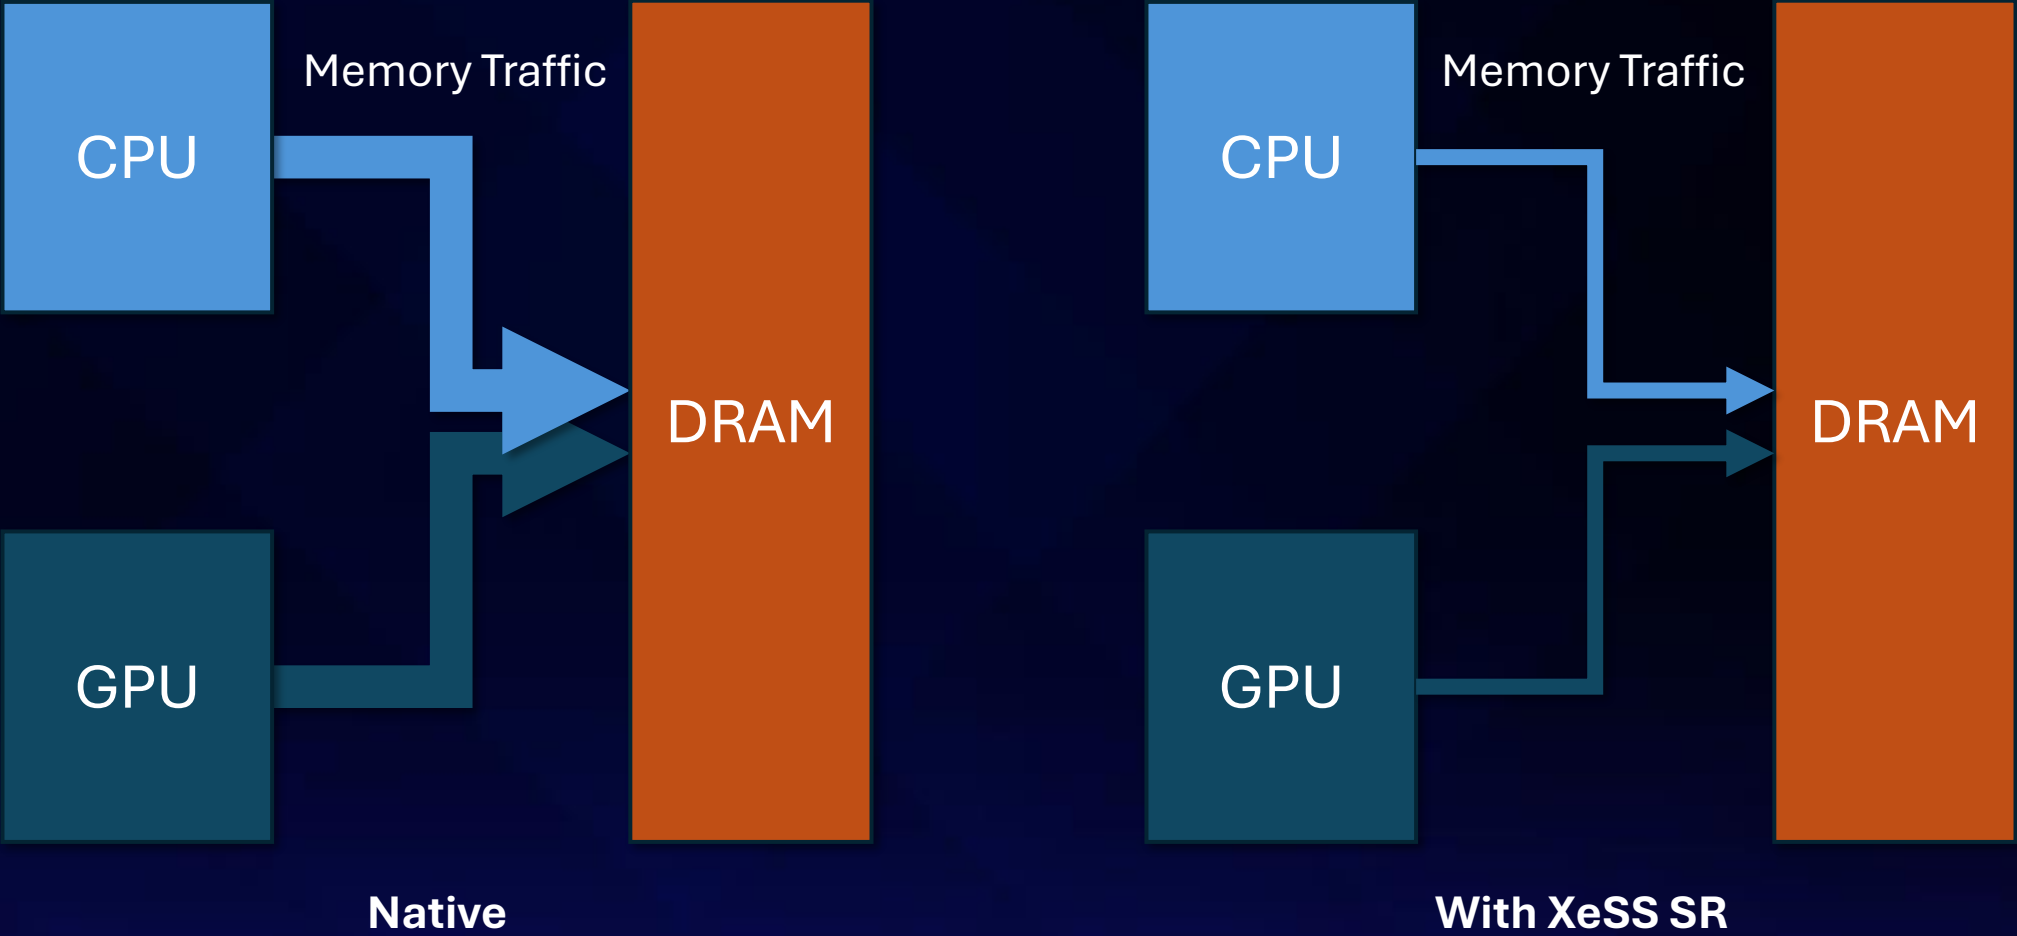 Memory Traffic
CPU
DRAM
GPU
Native
Memory Traffic
CPU
DRAM
GPU
With XeSS SR